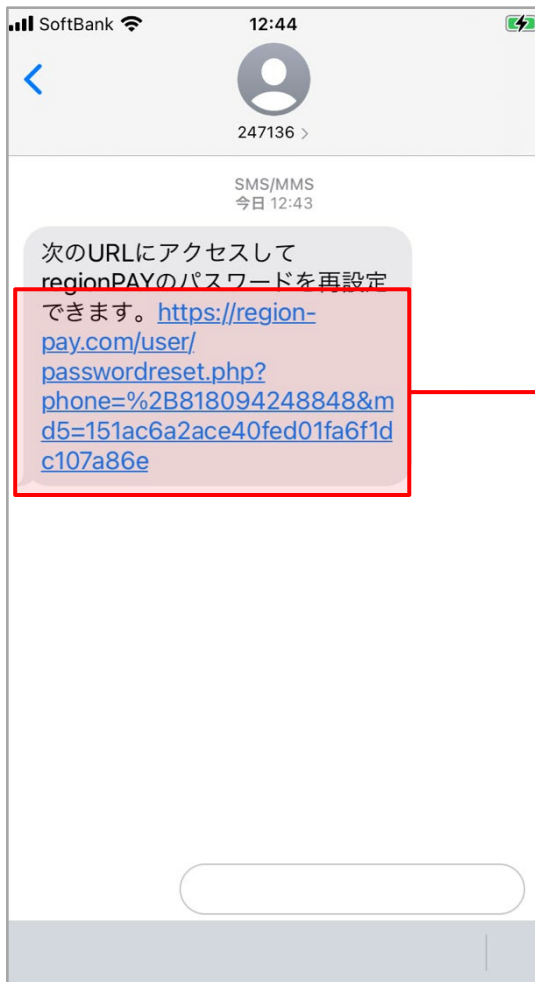 SoftBank
12:44
247136 >
SMS/MMS
今日 12:43
次のURLにアクセスして
regionPAYのパスワードを再設定
できます。https://region-
pay.com/user/
passwordreset.php?
phone=%2B818094248848&m
d5=151ac6a2ace40fed01fa6f1d
c107a86e